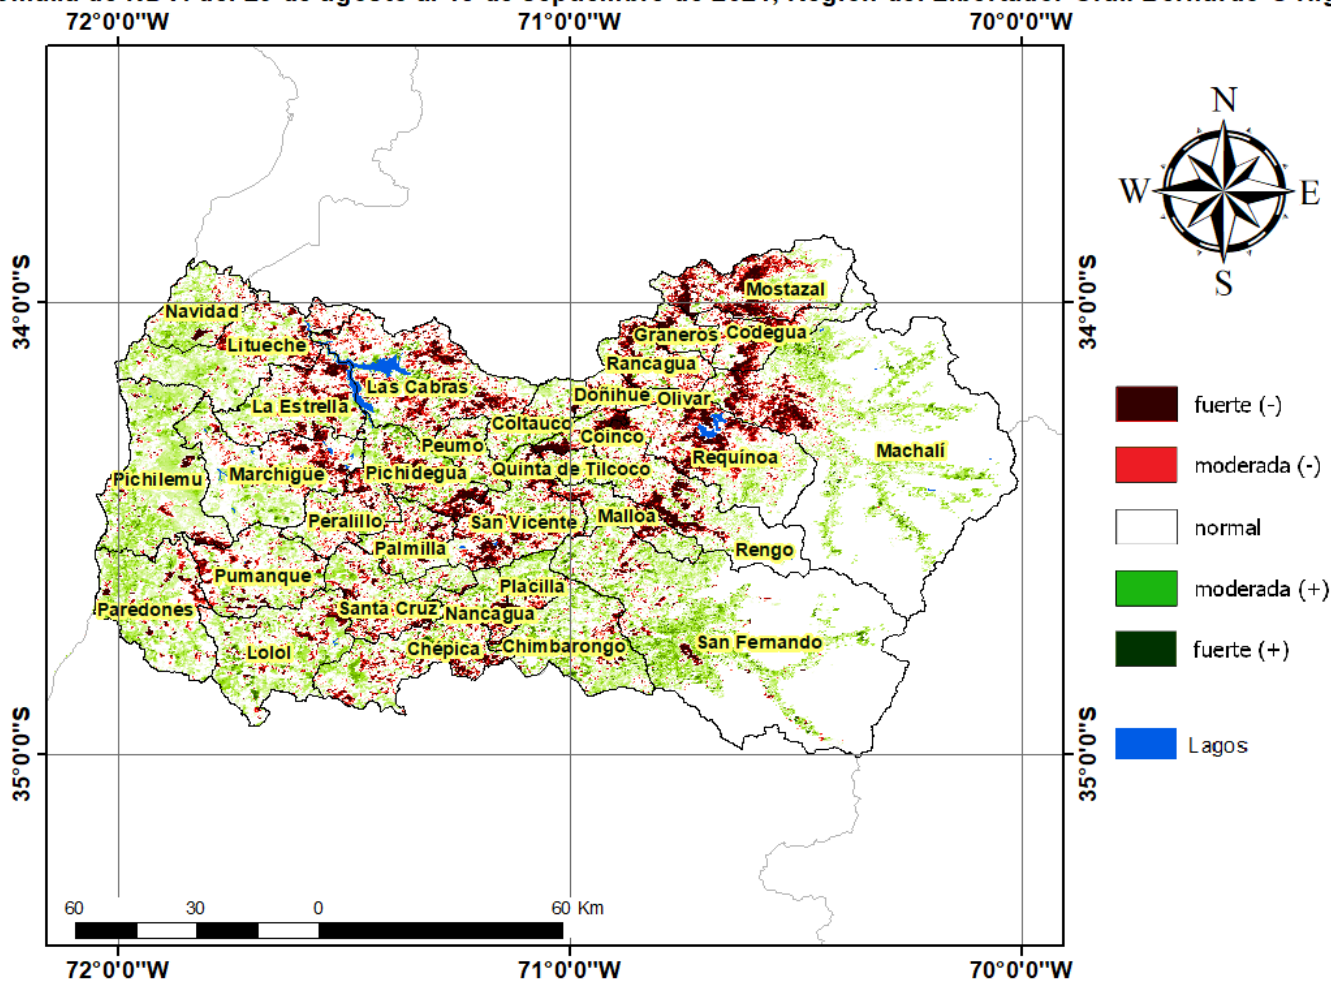 72°0'0"W 71°0'0"W 70°0'0"W
N
W E
S
34°0'0"S 34°0'0"S
Mostazal
Navidad
Graneros Codegua
Litueche
Rancagua
Las Cabras
Doñihue Olivar
La Estrella
Coltauco
Coinco
Peumo
Machalí
Requínoa
Pichidegua Quinta de Tilcoco
Marchigüe
Pichilemu
Peralillo San Vicente Malloa
Palmilla Rengo
Pumanque
Placilla
Paredones Santa Cruz Nancagua
San Fernando
Lolol Chépica Chimbarongo
fuerte (-)
moderada (-)
normal
moderada (+)
fuerte (+)
Lagos
35°0'0"S 35°0'0"S
60 30 0 60 Km
72°0'0"W 71°0'0"W 70°0'0"W